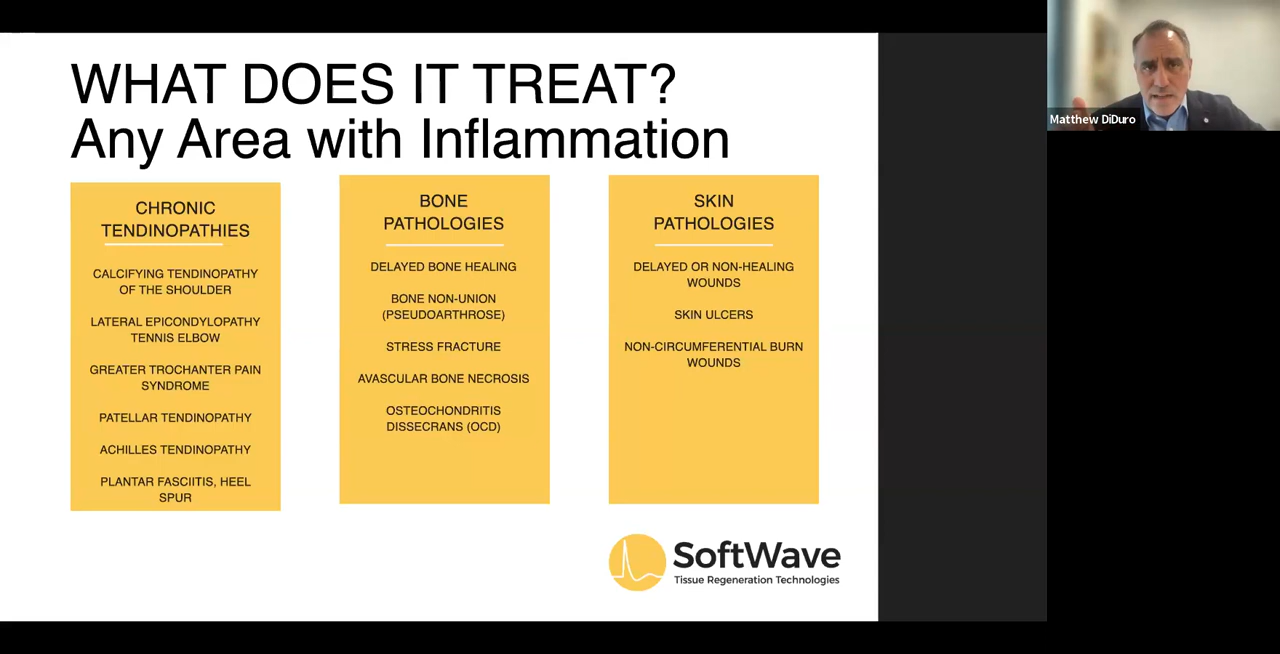 WHAT DOES IT TREAT?
Any Area with Inflammation
CHRONIC
TENDINOPATHIES
CALCIFYING TENDINOPATHY
OF THE SHOULDER
LATERAL EPICONDYLOPATHY
TENNIS ELBOW
GREATER TROCHANTER PAIN
SYNDROME
PATELLAR TENDINOPATHY
ACHILLES TENDINOPATHY
PLANTAR FASCIITIS, HEEL
SPUR
BONE
PATHOLOGIES
DELAYED BONE HEALING
BONE NON-UNION
(PSEUDOARTHROSE)
STRESS FRACTURE
AVASCULAR BONE NECROSIS
OSTEOCHONDRITIS
DISSECRANS (OCD)
SKIN
PATHOLOGIES
DELAYED OR NON-HEALING
WOUNDS
SKIN ULCERS
NON-CIRCUMFERENTIAL BURN
WOUNDS
SoftWave
Tissue Regeneration Technologies
Matthew DiDuro